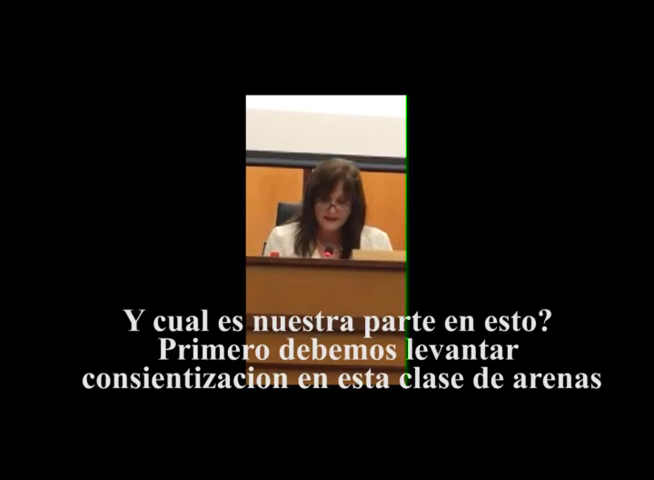 Y cual es nuestra parte en esto?
Primero debemos levantar
consientizacion en esta clase de arenas